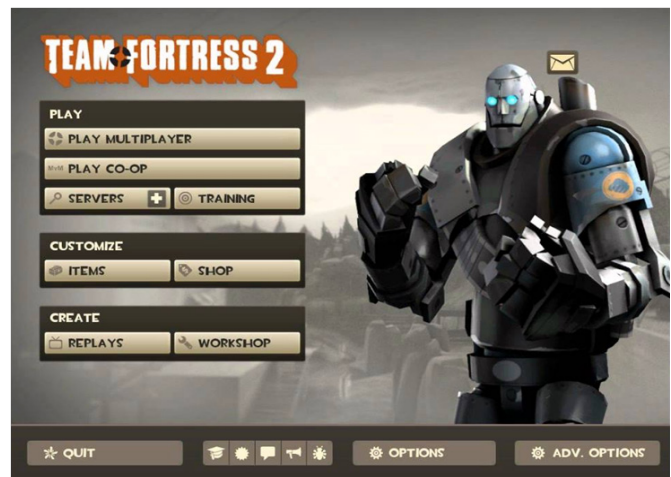 TEAM FORTRESS 2
PLAY
PLAY MULTIPLAYER
MvM PLAY CO-OP
SERVERS
TRAINING
CUSTOMIZE
ITEMS
SHOP
CREATE
REPLAYS
WORKSHOP
QUIT
OPTIONS
ADV. OPTIONS